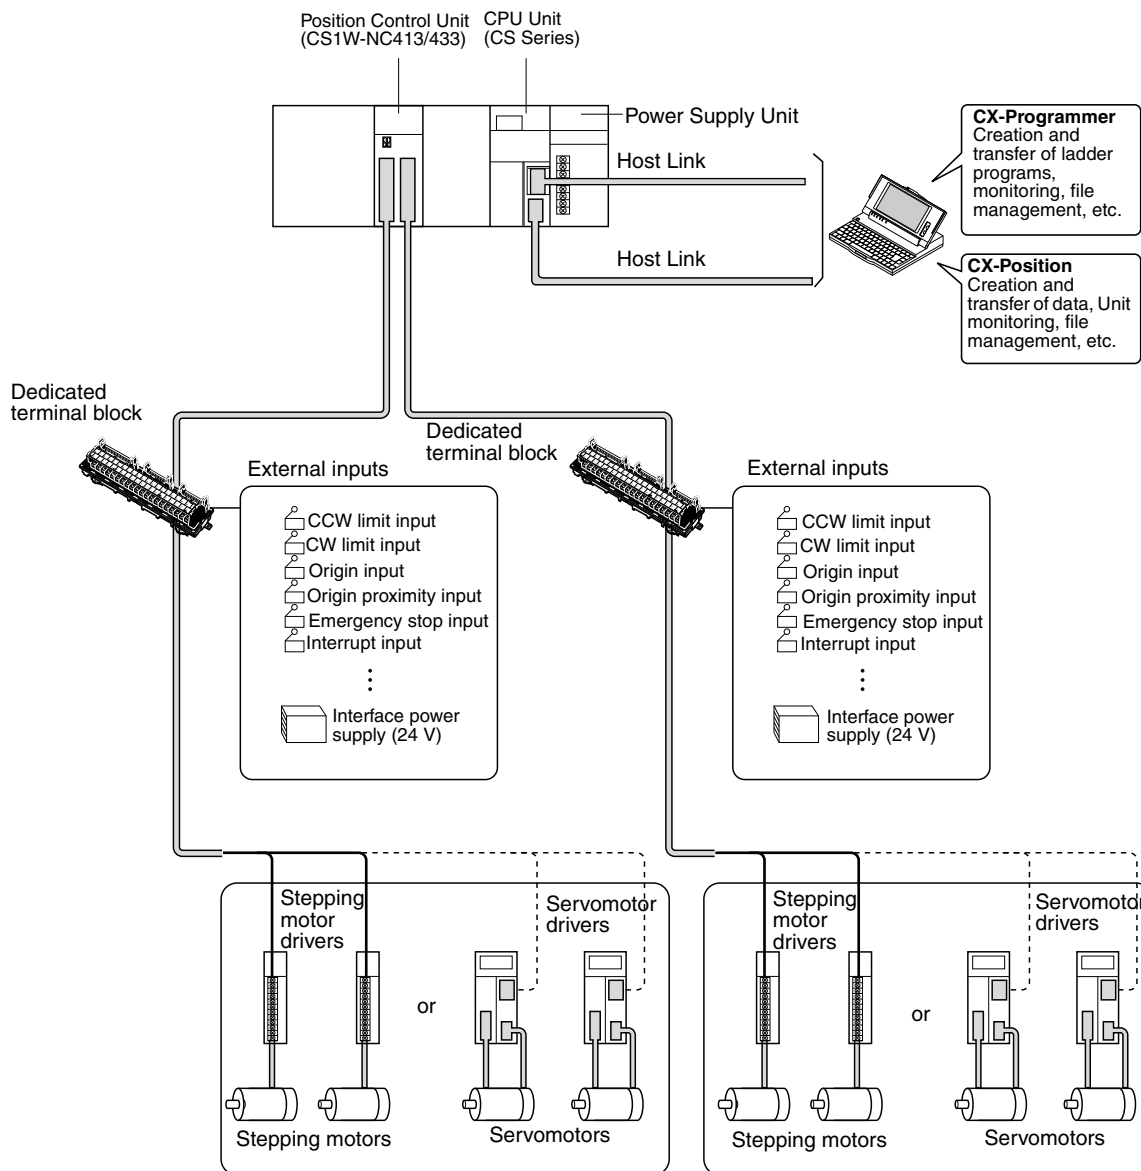 Position Control Unit
(CS1W-NC413/433)
CPU Unit
(CS Series)
Power Supply Unit
Host Link
Host Link
CX-Programmer
Creation and
transfer of ladder
programs,
monitoring, file
management, etc.
CX-Position
Creation and
transfer of data, Unit
monitoring, file
management, etc.
Dedicated
terminal block
Dedicated
terminal block
External inputs
CCW limit input
CW limit input
Origin input
Origin proximity input
Emergency stop input
Interrupt input
Interface power
supply (24 V)
External inputs
CCW limit input
CW limit input
Origin input
Origin proximity input
Emergency stop input
Interrupt input
Interface power
supply (24 V)
Stepping
motor
drivers
or
Servomotor
drivers
Stepping motors
Servomotors
Stepping
motor
drivers
or
Servomotor
drivers
Stepping motors
Servomotors